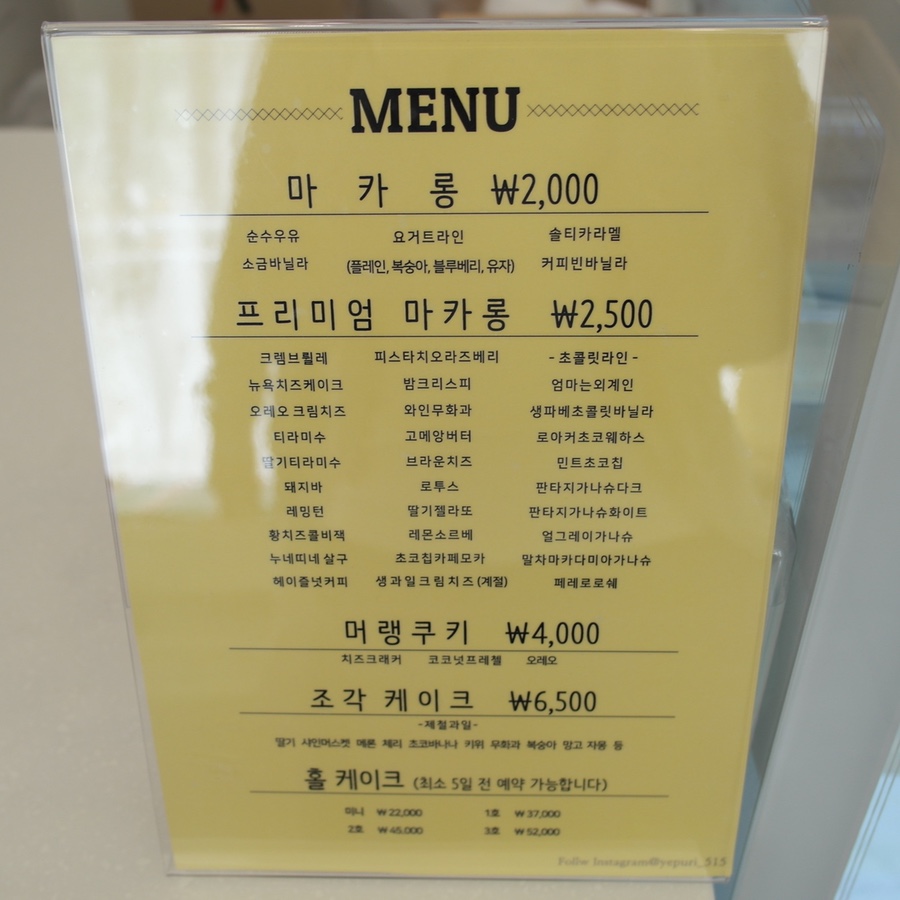 MENU
마 카 롱 ₩2,000
순수우유 요거트라인 솔티카라멜
소금바닐라 (플레인, 복숭아, 블루베리, 유자) 커피빈바닐라
프리미엄 마카롱 ₩2,500
크렘브륄레 피스타치오라즈베리 - 초콜릿라인 -
뉴욕치즈케이크 밤크리스피 엄마는외계인
오레오 크림치즈 와인무화과 생파베초콜릿바닐라
티라미수 고메앙버터 로아커초코웨하스
딸기티라미수 브라운치즈 민트초코칩
돼지바 로투스 판타지가나슈다크
레밍턴 딸기젤라또 판타지가나슈화이트
황치즈콜비잭 레몬소르베 얼그레이가나슈
누네띠네 살구 초코칩카페모카 말차마카다미아가나슈
헤이즐넛커피 생과일크림치즈 (계절) 페레로로쉐
머랭쿠키 ₩4,000
치즈크래커 코코넛프레첼 오레오
조각 케이크 ₩6,500
-제철과일-
딸기 샤인머스켓 메론 체리 초코바나나 키위 무화과 복숭아 망고 자몽 등
홀 케이크 (최소 5일 전 예약 가능합니다)
미니 ₩22,000 1호 ₩37,000
2호 ₩45,000 3호 ₩52,000
Follw Instagram@yepuri_515